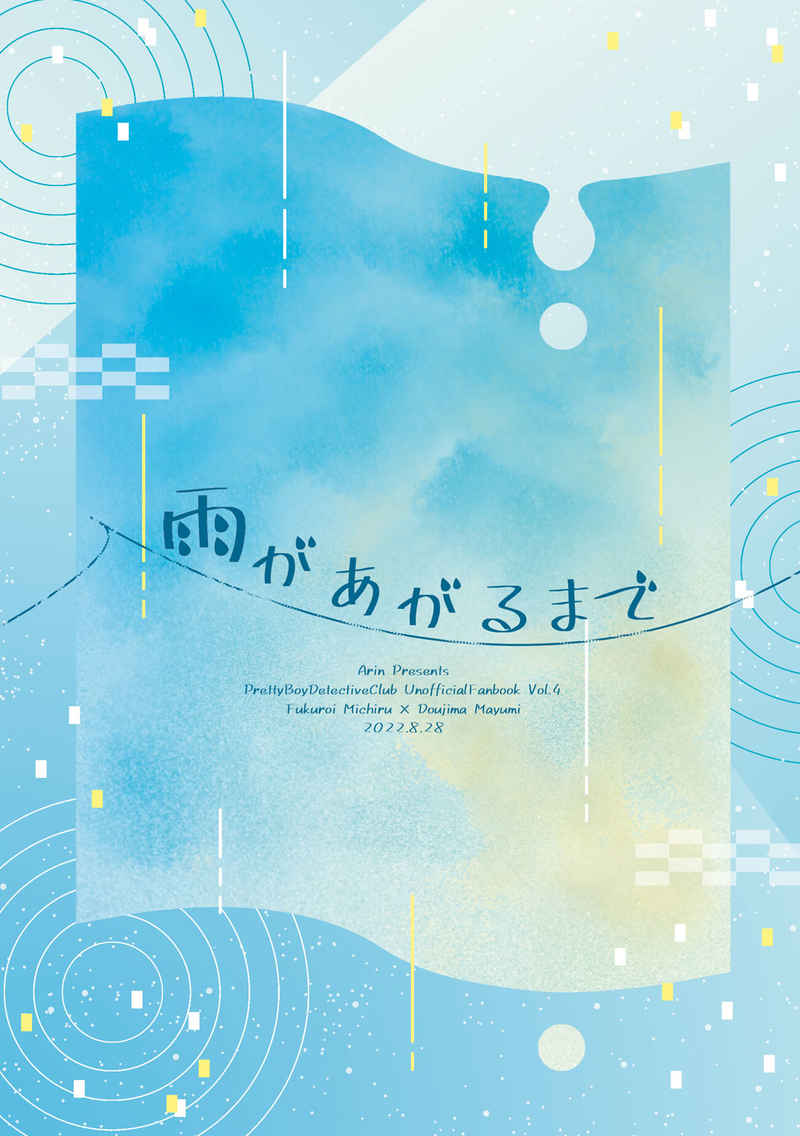 雨があがるまで
Arin Presents
PrettyBoyDetectiveClub UnofficialFanbook Vol.4
Fukuroi Michiru × Doujima Mayumi
2022.8.28